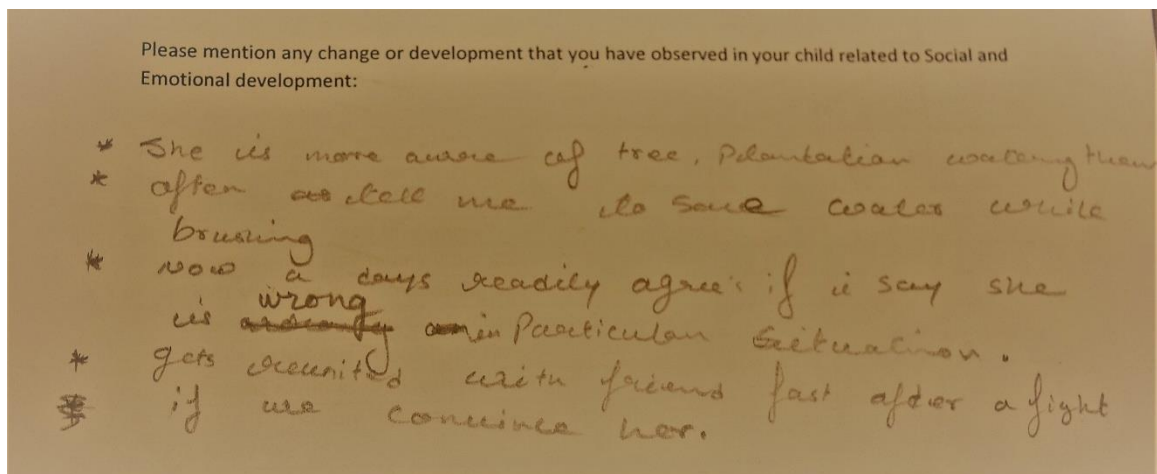 Please mention any change or development that you have observed in your child related to Social and
Emotional development:
* She is more aware of tree, Plantation watering them
* often tell me to save water while
brushing
* Now a days readily agree's if i say she
is wrong in Particular Situation.
* gets reunited with friend fast after a fight
if we convince her.